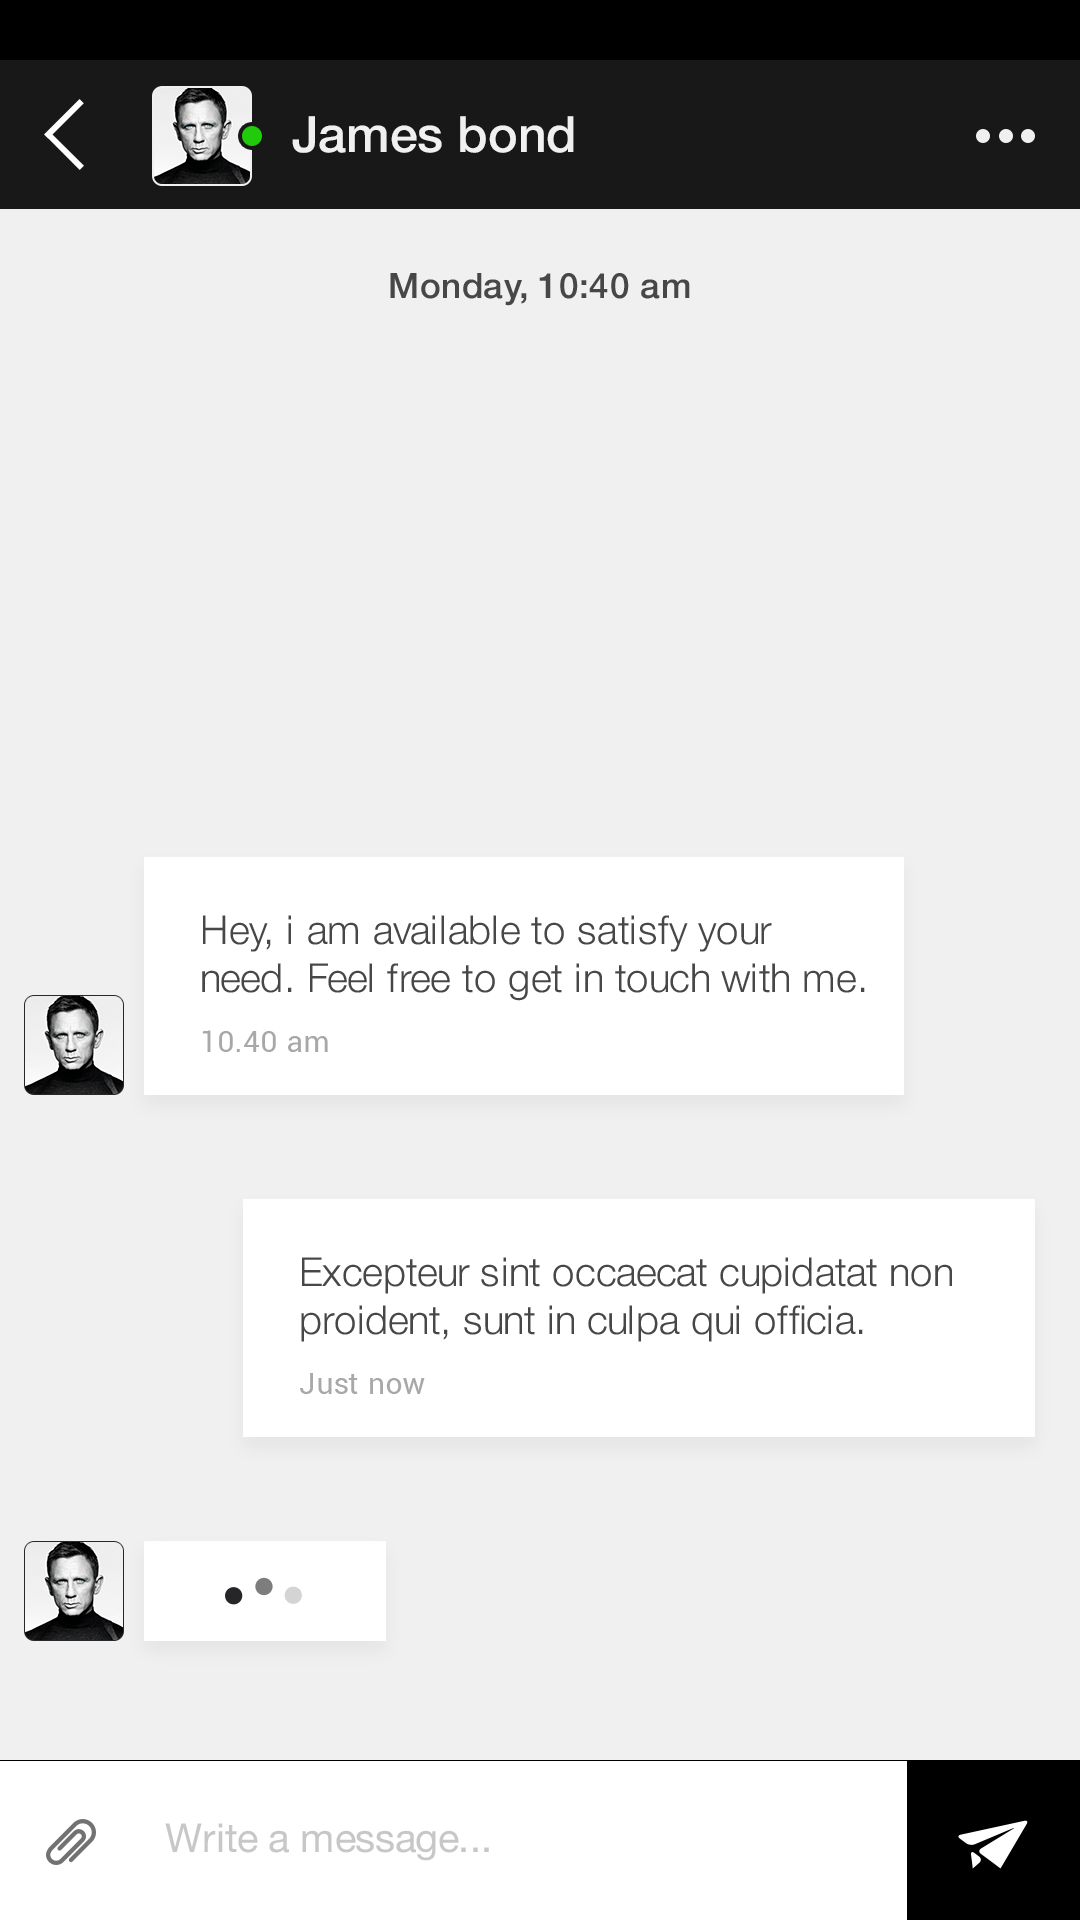 James bond
Monday, 10:40 am
Hey, i am available to satisfy your
need. Feel free to get in touch with me.
10.40 am
Excepteur sint occaecat cupidatat non
proident, sunt in culpa qui officia.
Just now
Write a message...